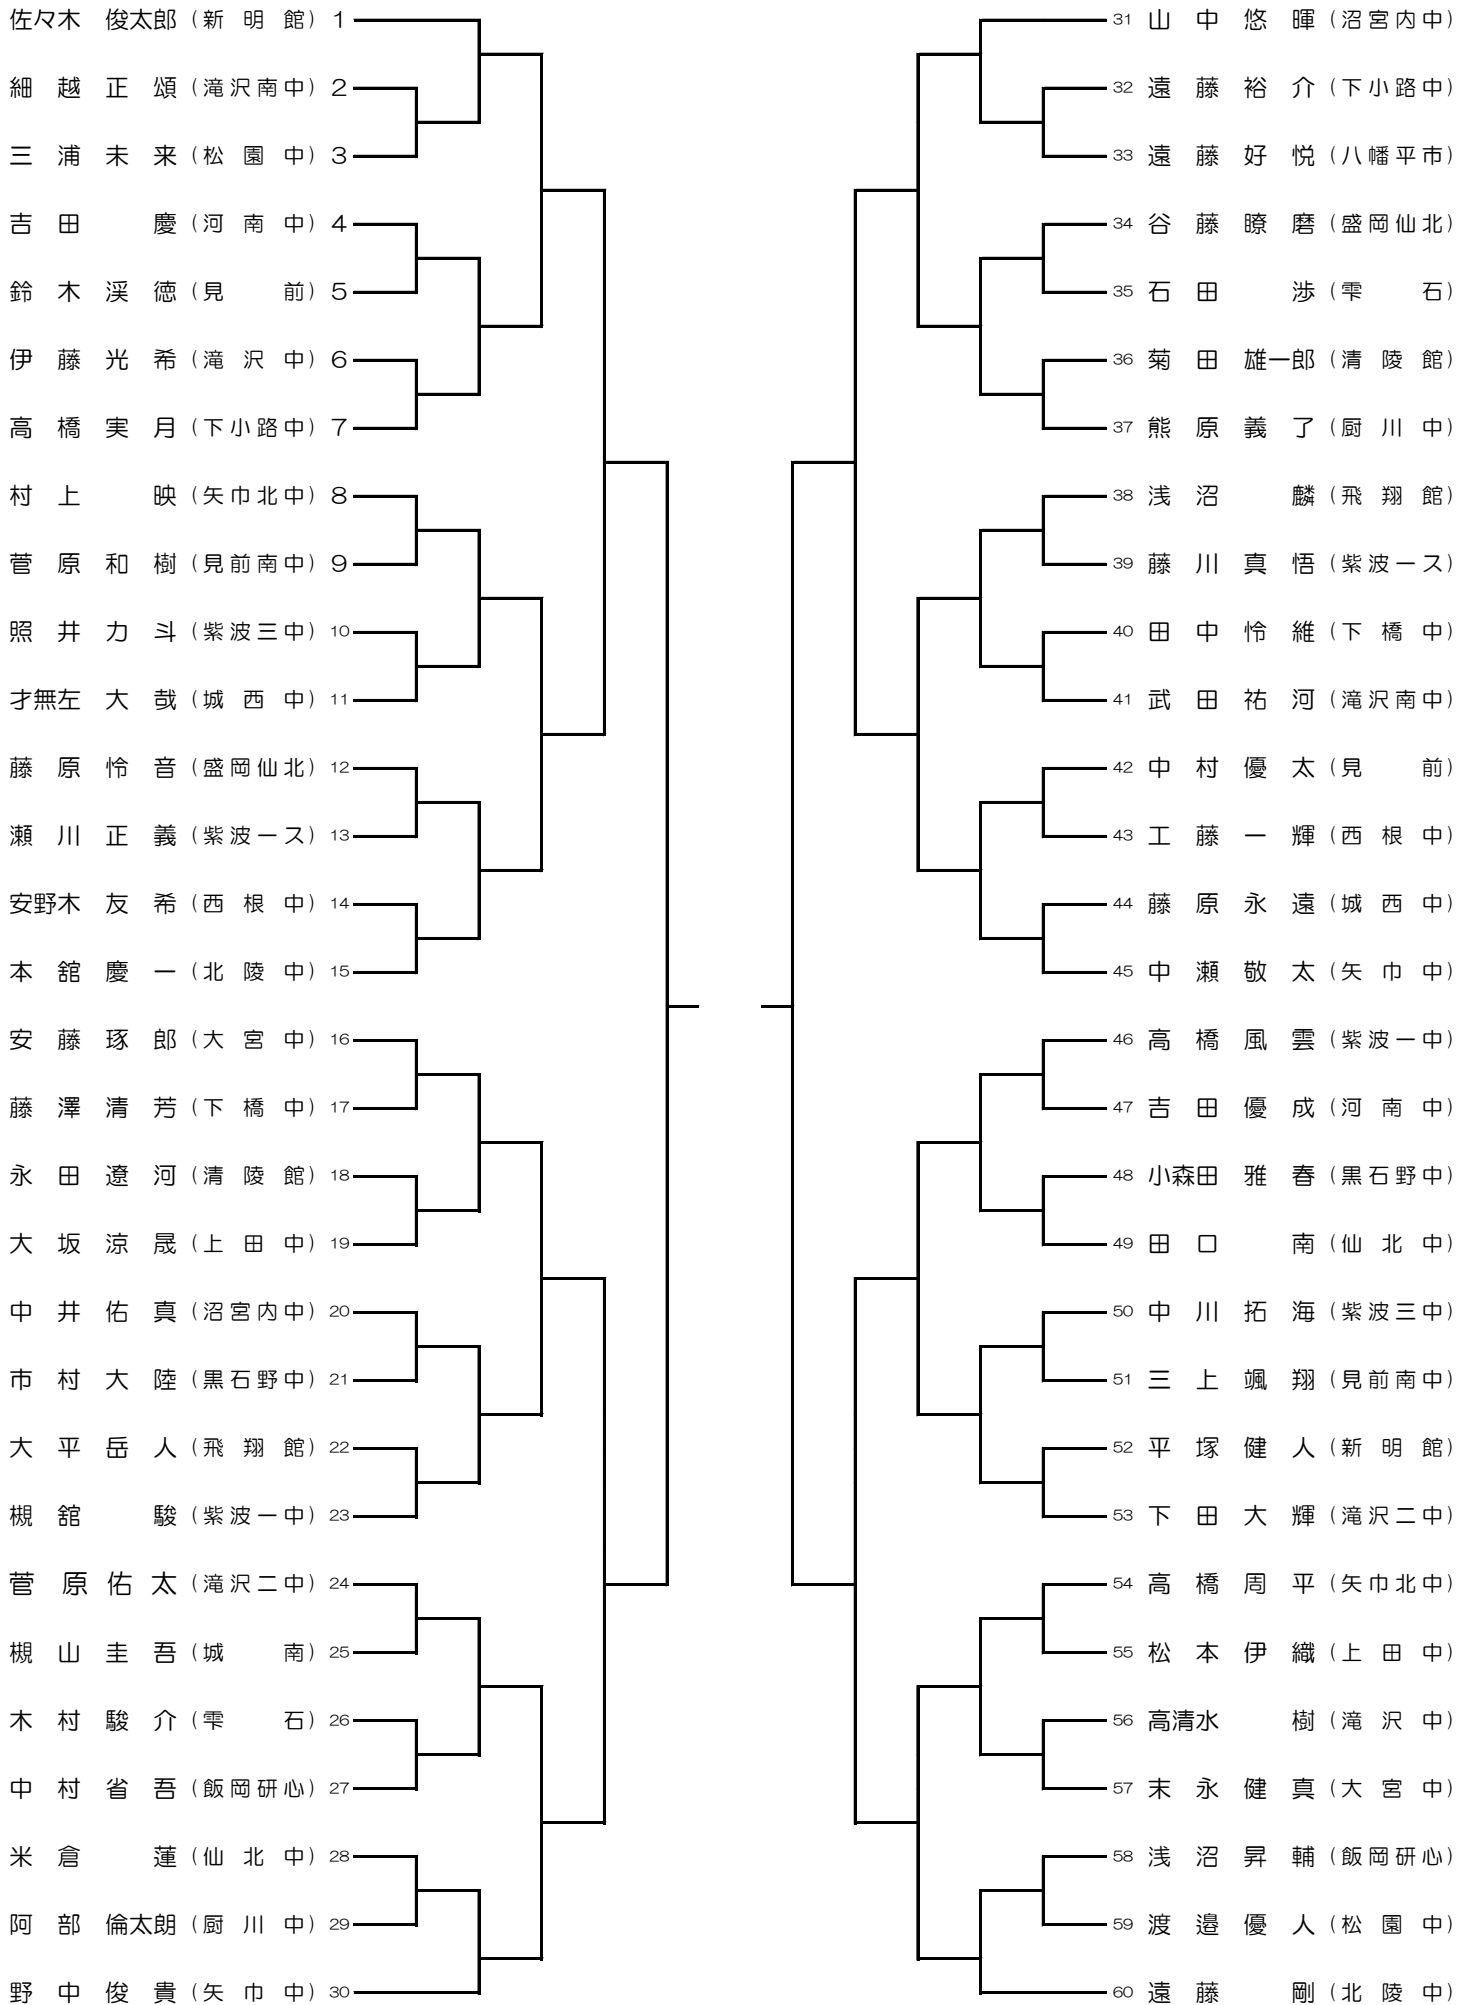 佐々木 俊太郎 (新明館) 1
細越正頌 (滝沢南中) 2
三浦未来 (松園中) 3
吉田 慶 (河南中) 4
鈴木渓徳 (見前) 5
伊藤光希 (滝沢中) 6
高橋実月 (下小路中) 7
村上 映 (矢巾北中) 8
菅原和樹 (見前南中) 9
照井力斗 (紫波三中) 10
才無左 大哉 (城西中) 11
藤原怜音 (盛岡仙北) 12
瀬川正義 (紫波一ス) 13
安野木 友希 (西根中) 14
本舘慶一 (北陵中) 15
安藤琢郎 (大宮中) 16
藤澤清芳 (下橋中) 17
永田遼河 (清陵館) 18
大坂涼晟 (上田中) 19
中井佑真 (沼宮内中) 20
市村大陸 (黒石野中) 21
大平岳人 (飛翔館) 22
槻舘 駿 (紫波一中) 23
菅原佑太 (滝沢二中) 24
槻山圭吾 (城南) 25
木村駿介 (雫石) 26
中村省吾 (飯岡研心) 27
米倉 蓮 (仙北中) 28
阿部倫太朗 (厨川中) 29
野中俊貴 (矢巾中) 30
31 山中悠暉 (沼宮内中)
32 遠藤裕介 (下小路中)
33 遠藤好悦 (八幡平市)
34 谷藤瞭磨 (盛岡仙北)
35 石田 渉 (雫石)
36 菊田雄一郎 (清陵館)
37 熊原義了 (厨川中)
38 浅沼 麟 (飛翔館)
39 藤川真悟 (紫波一ス)
40 田中怜維 (下橋中)
41 武田祐河 (滝沢南中)
42 中村優太 (見前)
43 工藤一輝 (西根中)
44 藤原永遠 (城西中)
45 中瀬敬太 (矢巾中)
46 高橋風雲 (紫波一中)
47 吉田優成 (河南中)
48 小森田 雅春 (黒石野中)
49 田口 南 (仙北中)
50 中川拓海 (紫波三中)
51 三上颯翔 (見前南中)
52 平塚健人 (新明館)
53 下田大輝 (滝沢二中)
54 高橋周平 (矢巾北中)
55 松本伊織 (上田中)
56 高清水 樹 (滝沢中)
57 末永健真 (大宮中)
58 浅沼昇輔 (飯岡研心)
59 渡邉優人 (松園中)
60 遠藤 剛 (北陵中)